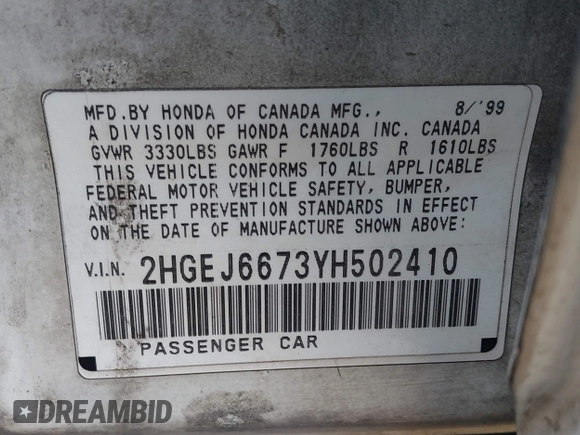 MFD.BY HONDA OF CANADA MFG., 8/'99
A DIVISION OF HONDA CANADA INC. CANADA
GVWR 3330LBS GAWR F 1760LBS R 1610LBS
THIS VEHICLE CONFORMS TO ALL APPLICABLE
FEDERAL MOTOR VEHICLE SAFETY, BUMPER,
AND THEFT PREVENTION STANDARDS IN EFFECT
ON THE DATE OF MANUFACTURE SHOWN ABOVE:
V.I.N. 2HGEJ6673YH502410
PASSENGER CAR
DREAMBID